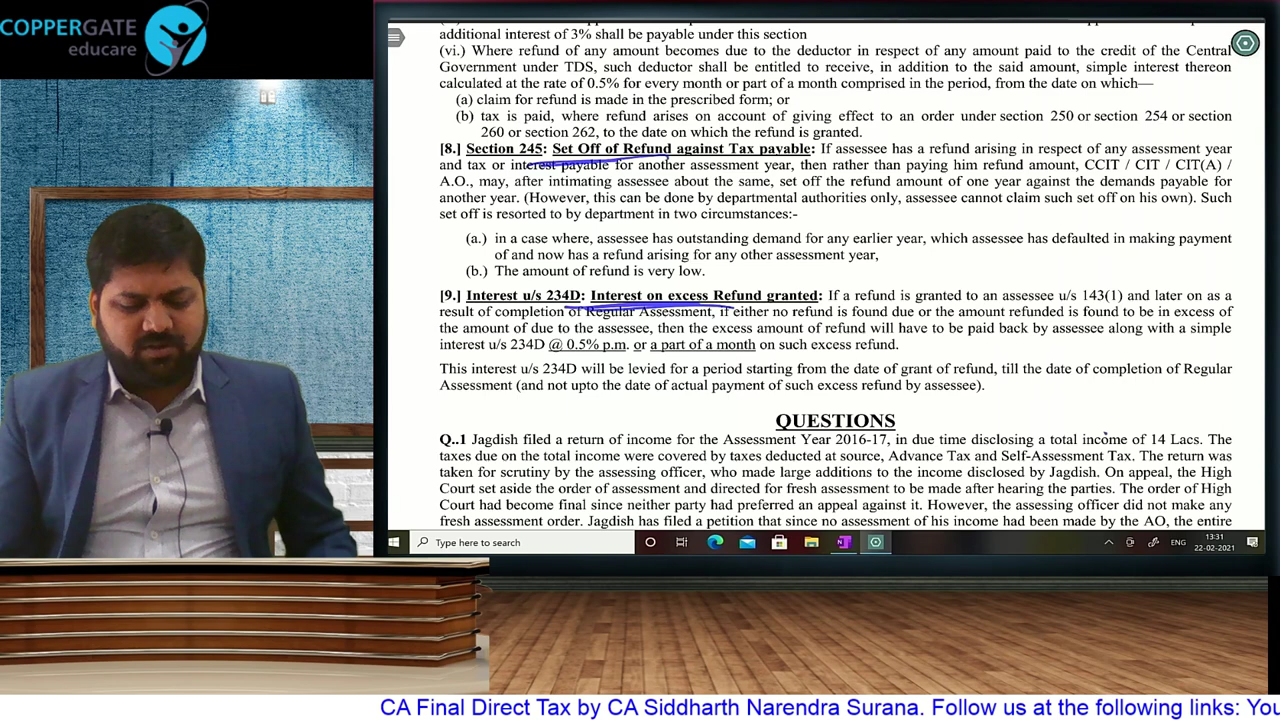 COPPERGATE
educare
additional interest of 3% shall be payable under this section
(vi.) Where refund of any amount becomes due to the deductor in respect of any amount paid to the credit of the Central
Government under TDS, such deductor shall be entitled to receive, in addition to the said amount, simple interest thereon
calculated at the rate of 0.5% for every month or part of a month comprised in the period, from the date on which—
(a) claim for refund is made in the prescribed form; or
(b) tax is paid, where refund arises on account of giving effect to an order under section 250 or section 254 or section
260 or section 262, to the date on which the refund is granted.
[8.] Section 245: Set Off of Refund against Tax payable: If assessee has a refund arising in respect of any assessment year
and tax or interest payable for another assessment year, then rather than paying him refund amount, CCIT / CIT / CIT(A) /
A.O., may, after intimating assessee about the same, set off the refund amount of one year against the demands payable for
another year. (However, this can be done by departmental authorities only, assessee cannot claim such set off on his own). Such
set off is resorted to by department in two circumstances:-
(a.) in a case where, assessee has outstanding demand for any earlier year, which assessee has defaulted in making payment
of and now has a refund arising for any other assessment year,
(b.) The amount of refund is very low.
[9.] Interest u/s 234D: Interest on excess Refund granted: If a refund is granted to an assessee u/s 143(1) and later on as a
result of completion of Regular Assessment, if either no refund is found due or the amount refunded is found to be in excess of
the amount of due to the assessee, then the excess amount of refund will have to be paid back by assessee along with a simple
interest u/s 234D @ 0.5% p.m. or a part of a month on such excess refund.
This interest u/s 234D will be levied for a period starting from the date of grant of refund, till the date of completion of Regular
Assessment (and not upto the date of actual payment of such excess refund by assessee).
QUESTIONS
Q..1 Jagdish filed a return of income for the Assessment Year 2016-17, in due time disclosing a total income of 14 Lacs. The
taxes due on the total income were covered by taxes deducted at source, Advance Tax and Self-Assessment Tax. The return was
taken for scrutiny by the assessing officer, who made large additions to the income disclosed by Jagdish. On appeal, the High
Court set aside the order of assessment and directed for fresh assessment to be made after hearing the parties. The order of High
Court had become final since neither party had preferred an appeal against it. However, the assessing officer did not make any
fresh assessment order. Jagdish has filed a petition that since no assessment of his income had been made by the AO, the entire
Type here to search
ENG
13:31
22-02-2021
CA Final Direct Tax by CA Siddharth Narendra Surana. Follow us at the following links: You